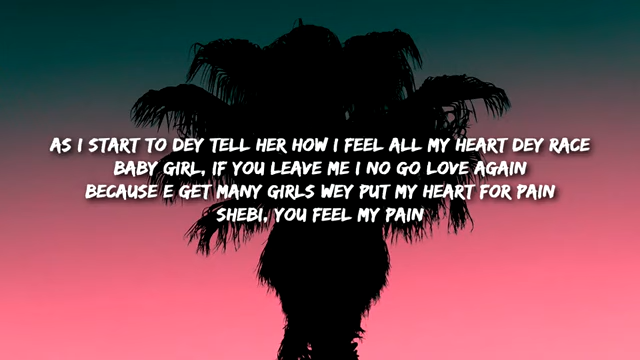 AS I START TO DEY TELL HER HOW I FEEL ALL MY HEART DEY RACE
BABY GIRL, IF YOU LEAVE ME I NO GO LOVE AGAIN
BECAUSE E GET MANY GIRLS WEY PUT MY HEART FOR PAIN
SHEBI, YOU FEEL MY PAIN